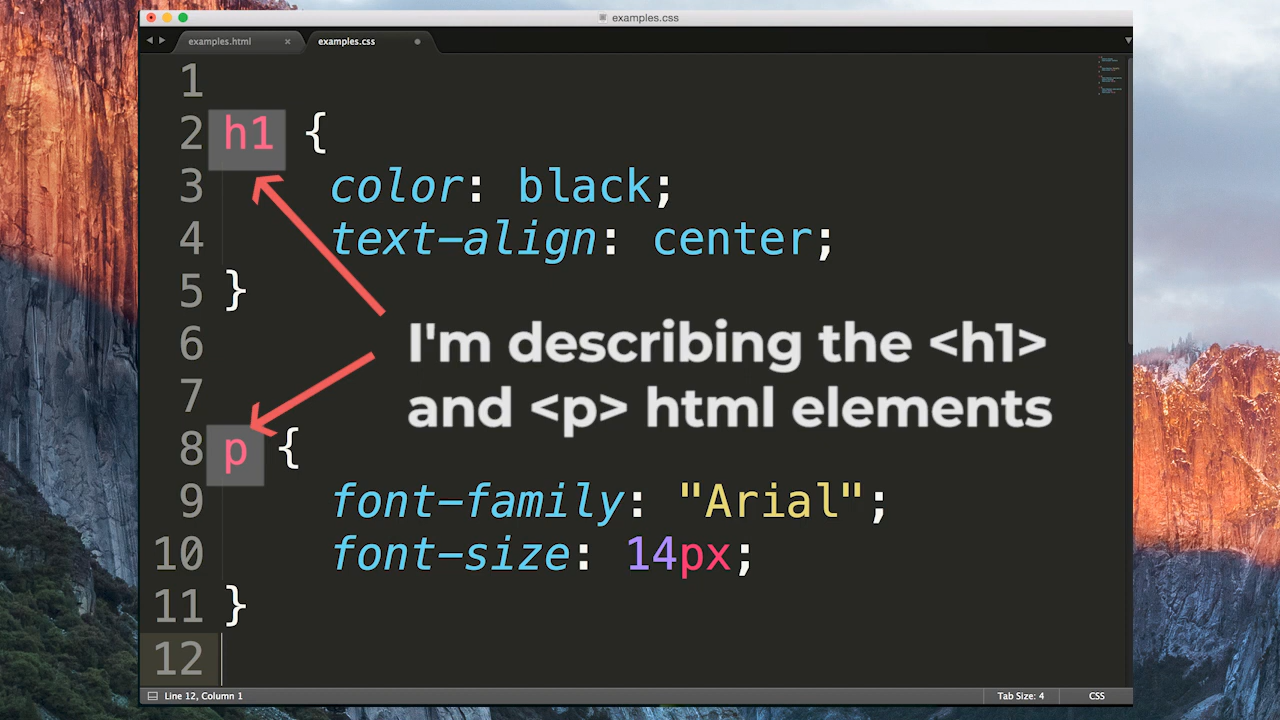 examples.css
examples.html × examples.css
1
2 h1 {
3 color: black;
4 text-align: center;
5 }
6
I'm describing the <h1>
7
and <p> html elements
8 p {
9 font-family: "Arial";
10 font-size: 14px;
11 }
12
Line 12, Column 1 Tab Size: 4 CSS